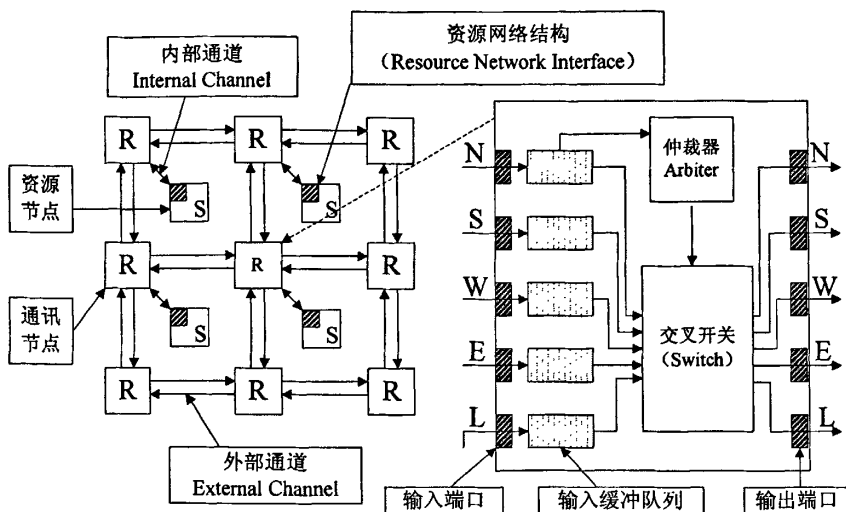 内部通道
Internal Channel
资源网络结构
（Resource Network Interface）
R
R
R
资源
节点
S
S
R
R
R
通讯
节点
S
S
R
R
R
外部通道
External Channel
N
S
W
E
L
仲裁器
Arbiter
交叉开关
（Switch）
N
S
W
E
L
输入端口
输入缓冲队列
输出端口